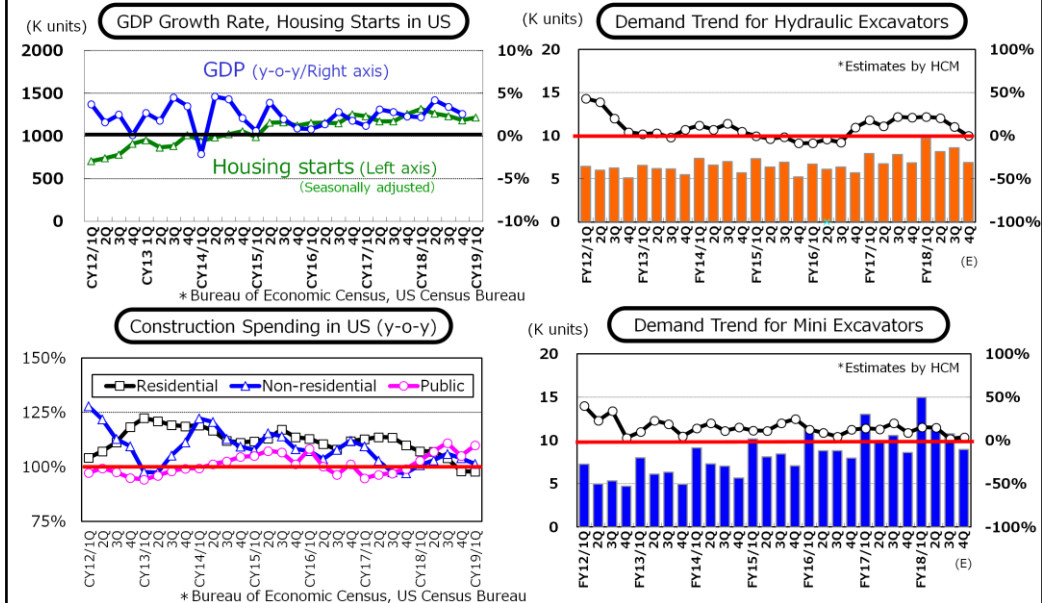 GDP Growth Rate, Housing Starts in US
(K units)
2000
1500
1000
500
0
10%
5%
0%
-5%
-10%
GDP (y-o-y/Right axis)
Housing starts (Left axis)
(Seasonally adjusted)
CY12/1Q
2Q
3Q
4Q
CY13 1Q
2Q
3Q
4Q
CY14/1Q
2Q
3Q
4Q
CY15/1Q
2Q
3Q
4Q
CY16/1Q
2Q
3Q
4Q
CY17/1Q
2Q
3Q
4Q
CY18/1Q
2Q
3Q
4Q
CY19/1Q
*Bureau of Economic Census, US Census Bureau
Demand Trend for Hydraulic Excavators
(K units)
20
15
10
5
0
100%
50%
0%
-50%
-100%
*Estimates by HCM
FY12/1Q
2Q
3Q
4Q
FY13/1Q
2Q
3Q
4Q
FY14/1Q
2Q
3Q
4Q
FY15/1Q
2Q
3Q
4Q
FY16/1Q
2Q
3Q
4Q
FY17/1Q
2Q
3Q
4Q
FY18/1Q
2Q
3Q
4Q
(E)
Construction Spending in US (y-o-y)
150%
125%
100%
75%
Residential
Non-residential
Public
CY12/1Q
2Q
3Q
4Q
CY13/1Q
2Q
3Q
4Q
CY14/1Q
2Q
3Q
4Q
CY15/1Q
2Q
3Q
4Q
CY16/1Q
2Q
3Q
4Q
CY17/1Q
2Q
3Q
4Q
CY18/1Q
2Q
3Q
4Q
CY19/1Q
*Bureau of Economic Census, US Census Bureau
Demand Trend for Mini Excavators
(K units)
20
15
10
5
0
100%
50%
0%
-50%
-100%
*Estimates by HCM
FY12/1Q
2Q
3Q
4Q
FY13/1Q
2Q
3Q
4Q
FY14/1Q
2Q
3Q
4Q
FY15/1Q
2Q
3Q
4Q
FY16/1Q
2Q
3Q
4Q
FY17/1Q
2Q
3Q
4Q
FY18/1Q
2Q
3Q
4Q
(E)